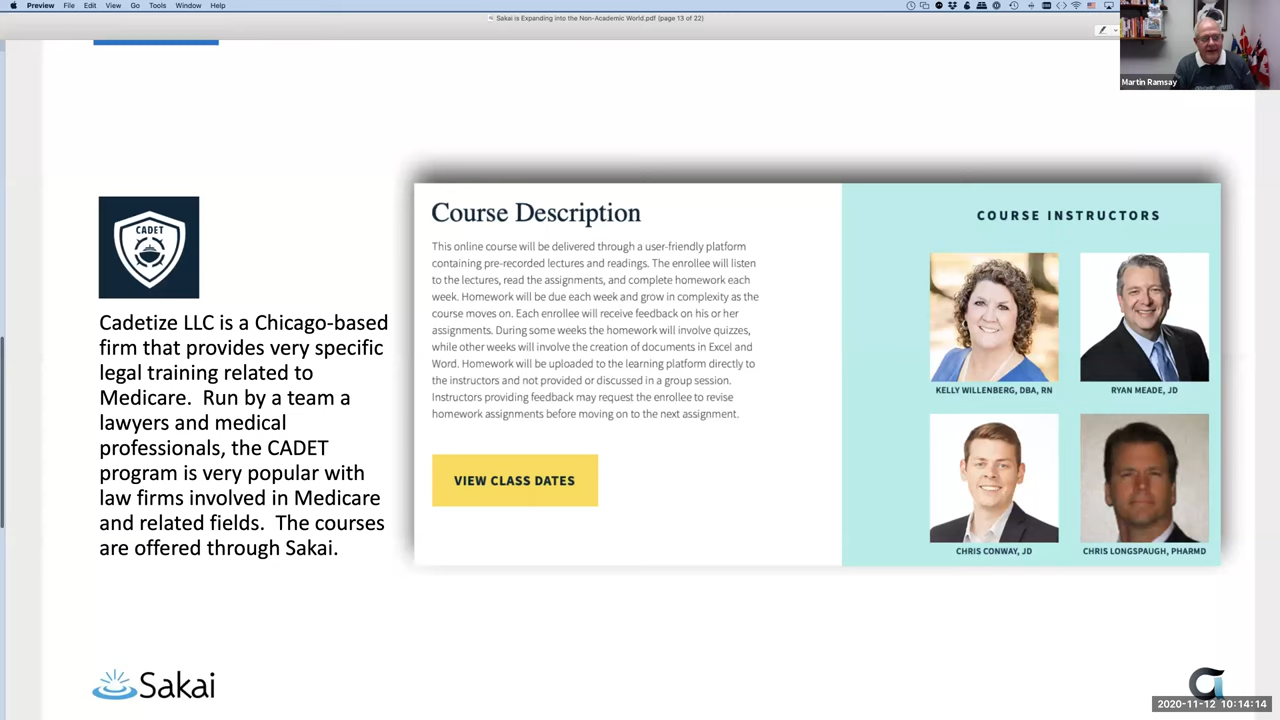 Preview File Edit View Go Tools Window Help
Sakai is Expanding into the Non-Academic World.pdf (page 13 of 22)
Martin Ramsay
CADET
Cadetize LLC is a Chicago-based
firm that provides very specific
legal training related to
Medicare. Run by a team a
lawyers and medical
professionals, the CADET
program is very popular with
law firms involved in Medicare
and related fields. The courses
are offered through Sakai.
Course Description
This online course will be delivered through a user-friendly platform
containing pre-recorded lectures and readings. The enrollee will listen
to the lectures, read the assignments, and complete homework each
week. Homework will be due each week and grow in complexity as the
course moves on. Each enrollee will receive feedback on his or her
assignments. During some weeks the homework will involve quizzes,
while other weeks will involve the creation of documents in Excel and
Word. Homework will be uploaded to the learning platform directly to
the instructors and not provided or discussed in a group session.
Instructors providing feedback may request the enrollee to revise
homework assignments before moving on to the next assignment.
VIEW CLASS DATES
COURSE INSTRUCTORS
KELLY WILLENBERG, DBA, RN
RYAN MEADE, JD
CHRIS CONWAY, JD
CHRIS LONGSPAUGH, PHARMD
Sakai
2020-11-12 10:14:14